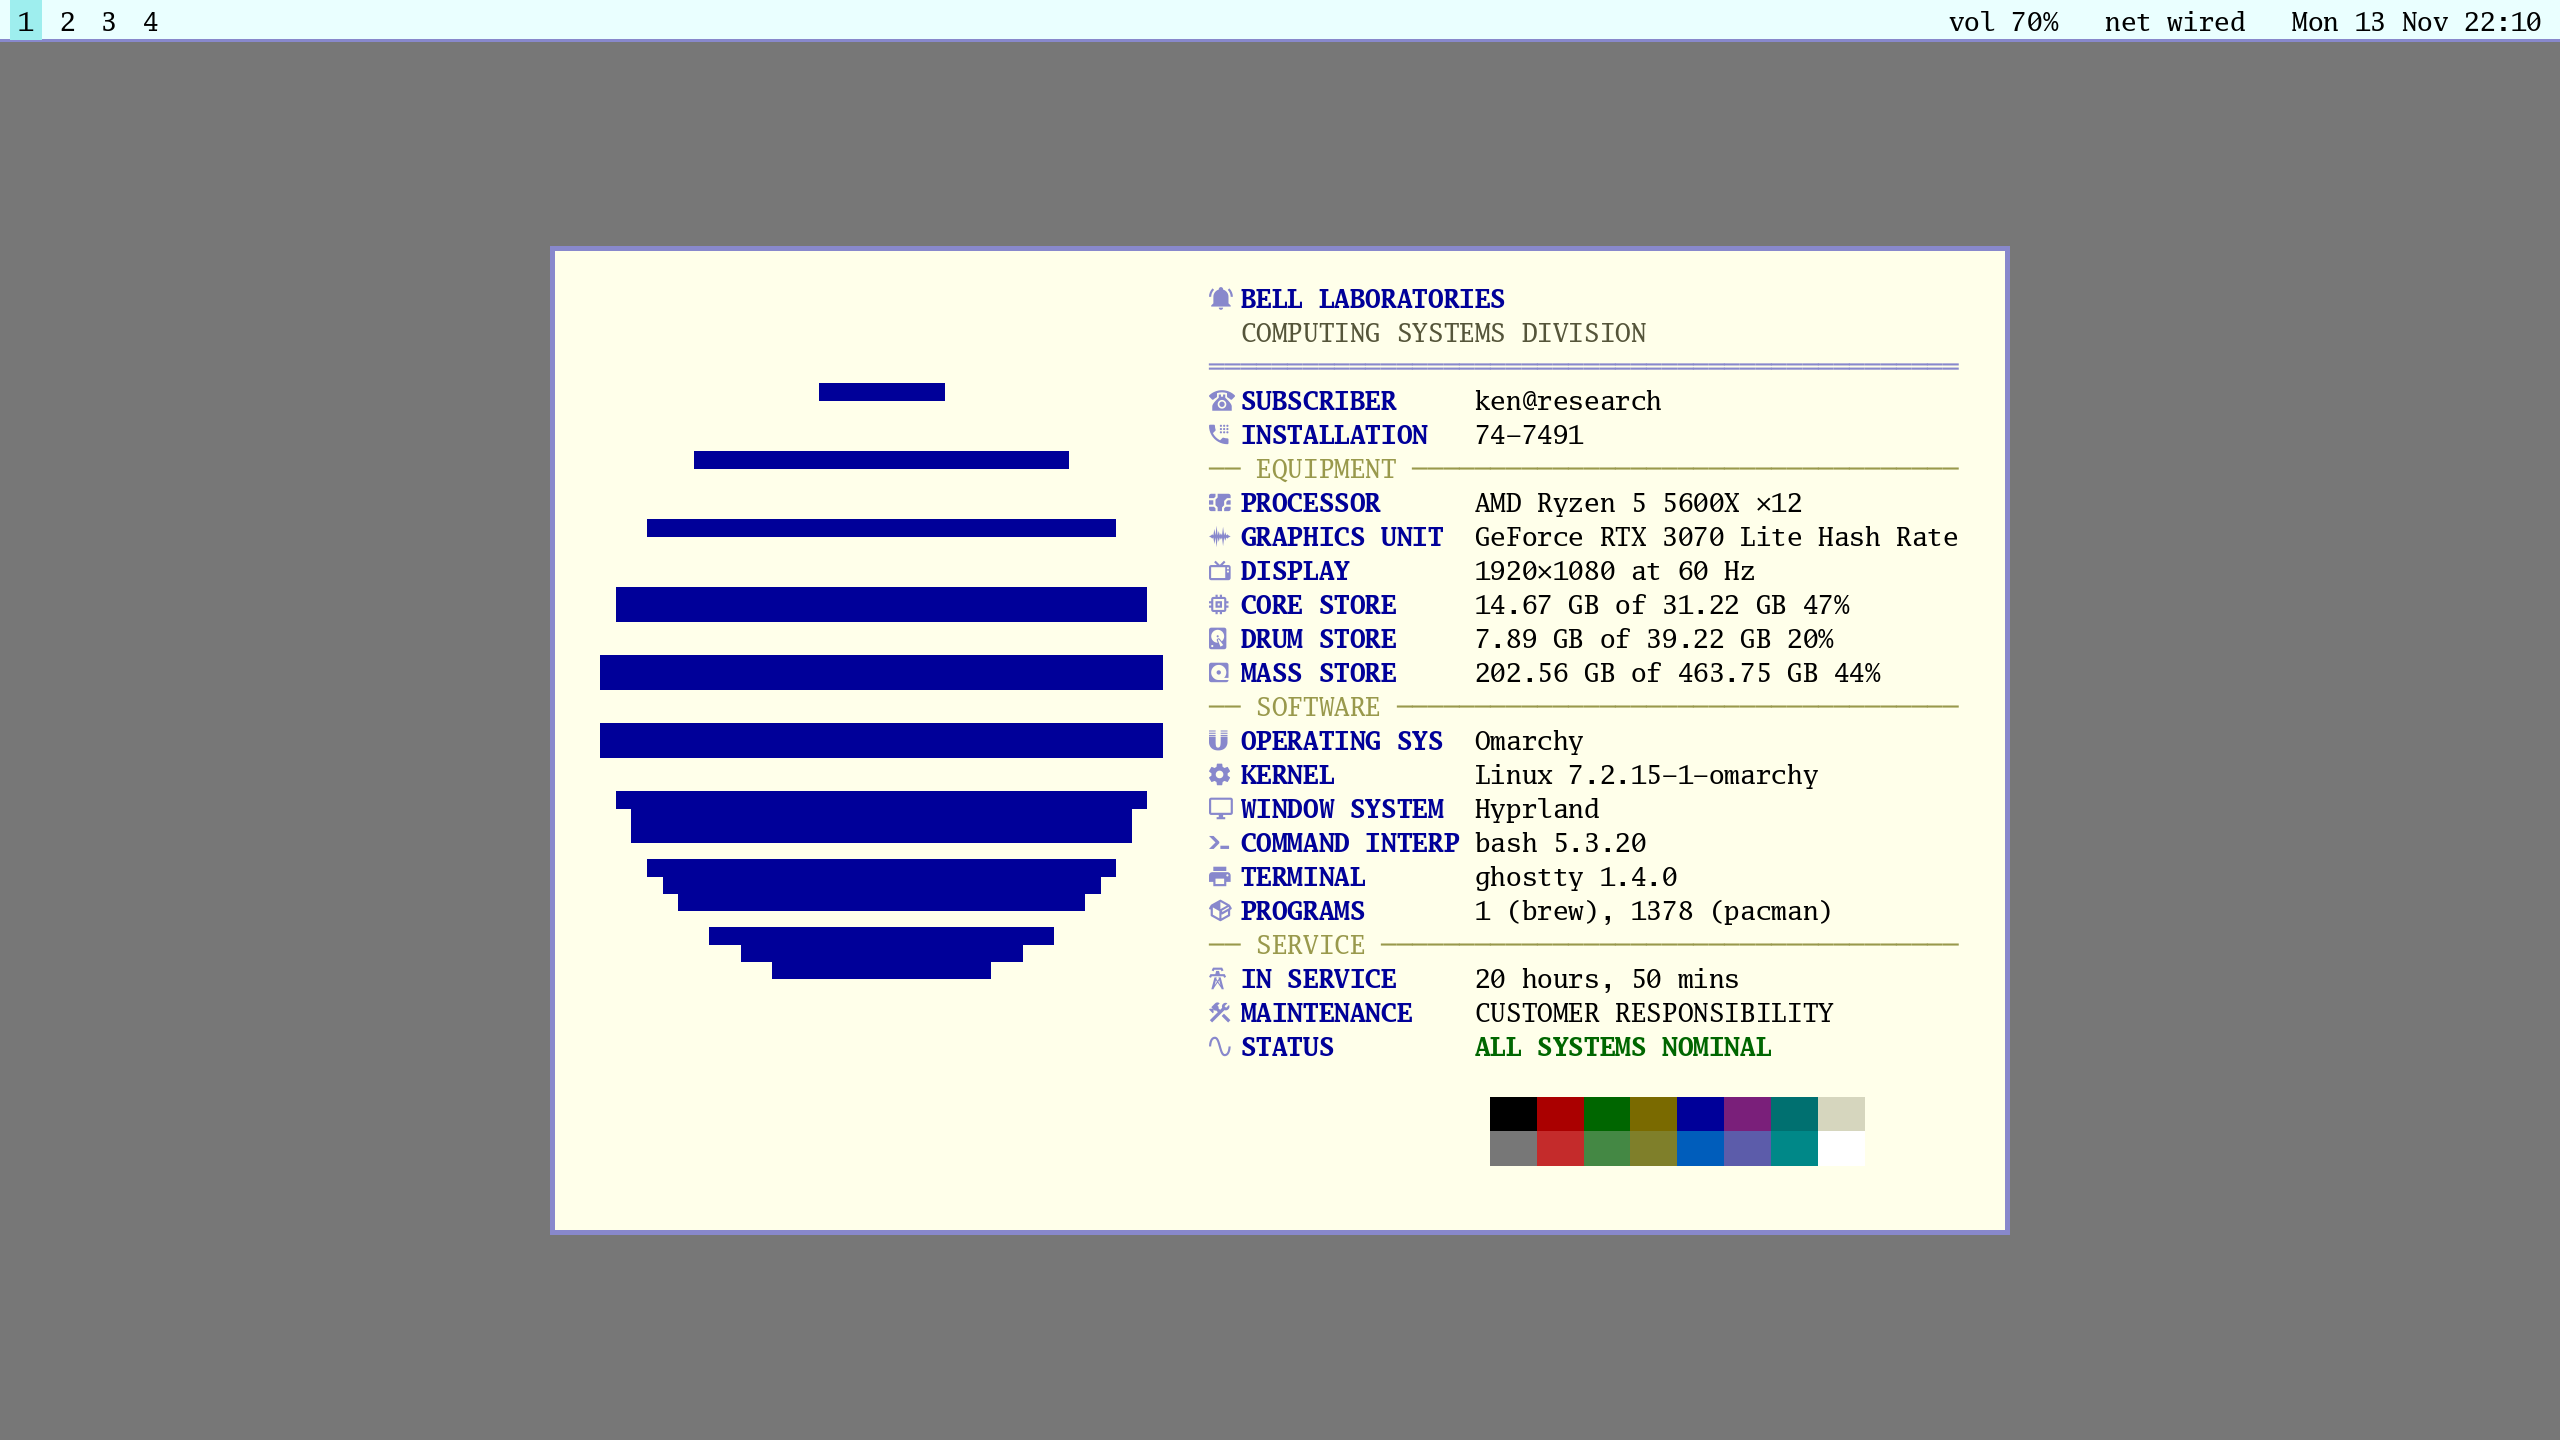 1 2 3 4 vol 70% net wired Mon 13 Nov 22:10
BELL LABORATORIES
COMPUTING SYSTEMS DIVISION
SUBSCRIBER ken@research
INSTALLATION 74-7491
EQUIPMENT
PROCESSOR AMD Ryzen 5 5600X ×12
GRAPHICS UNIT GeForce RTX 3070 Lite Hash Rate
DISPLAY 1920×1080 at 60 Hz
CORE STORE 14.67 GB of 31.22 GB 47%
DRUM STORE 7.89 GB of 39.22 GB 20%
MASS STORE 202.56 GB of 463.75 GB 44%
SOFTWARE
OPERATING SYS Omarchy
KERNEL Linux 7.2.15-1-omarchy
WINDOW SYSTEM Hyprland
COMMAND INTERP bash 5.3.20
TERMINAL ghostty 1.4.0
PROGRAMS 1 (brew), 1378 (pacman)
SERVICE
IN SERVICE 20 hours, 50 mins
MAINTENANCE CUSTOMER RESPONSIBILITY
STATUS ALL SYSTEMS NOMINAL